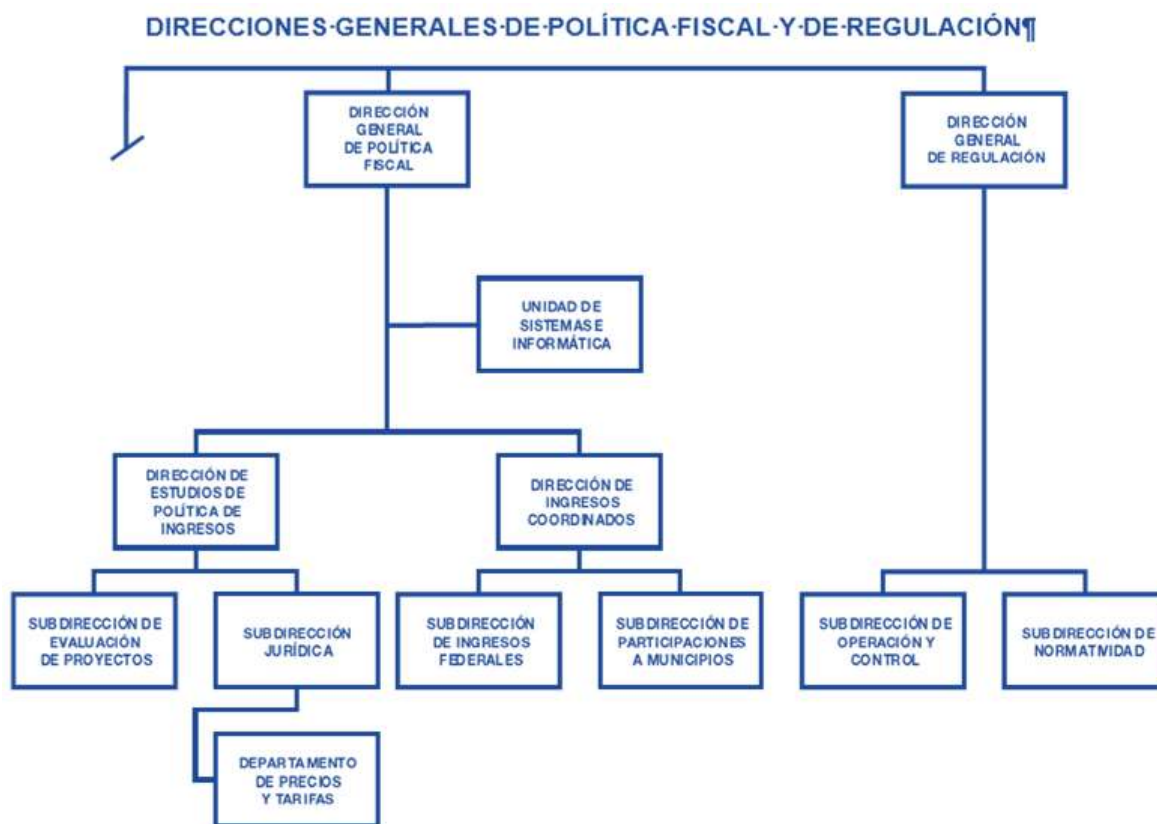 DIRECCIONES·GENERALES·DE·POLÍTICA·FISCAL·Y·DE·REGULACIÓN¶
DIRECCIÓN
GENERAL
DE POLÍTICA
FISCAL
DIRECCIÓN
GENERAL
DE REGULACIÓN
UNIDAD DE
SISTEMAS E
INFORMÁTICA
DIRECCIÓN DE
ESTUDIOS DE
POLÍTICA DE
INGRESOS
DIRECCIÓN DE
INGRESOS
COORDINADOS
SUBDIRECCIÓN DE
EVALUACIÓN
DE PROYECTOS
SUBDIRECCIÓN
JURÍDICA
SUBDIRECCIÓN
DE INGRESOS
FEDERALES
SUBDIRECCIÓN DE
PARTICIPACIONES
A MUNICIPIOS
SUBDIRECCIÓN DE
OPERACIÓN Y
CONTROL
SUBDIRECCIÓN DE
NORMATIVIDAD
DEPARTAMENTO
DE PRECIOS
Y TARIFAS